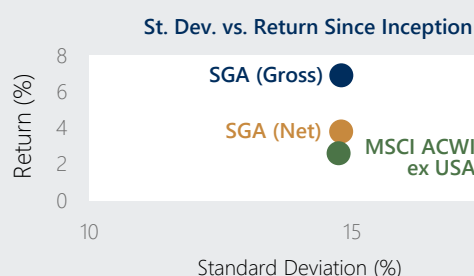 St. Dev. vs. Return Since Inception
8
6
4
2
0
Return (%)
SGA (Gross)
SGA (Net)
MSCI ACWI
ex USA
10
15
Standard Deviation (%)